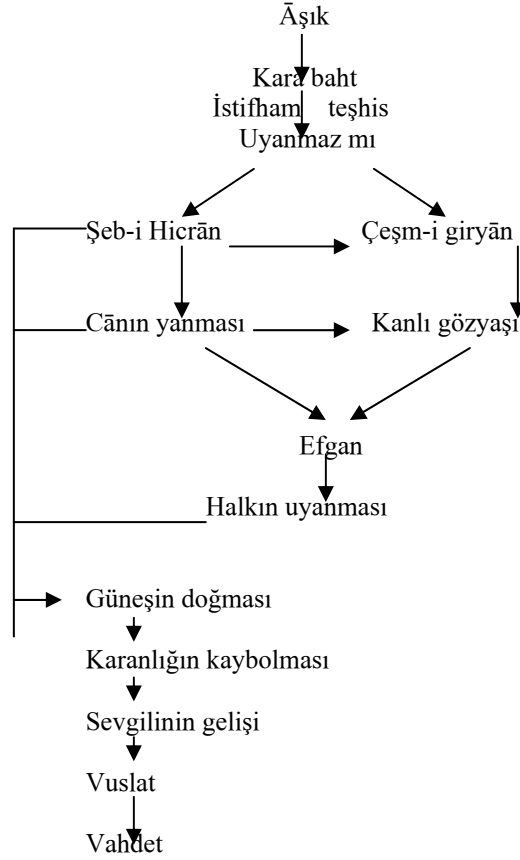 Āşık
Kara baht
İstifham teşhis
Uyanmaz mı
Şeb-i Hicrān Çeşm-i giryān
Cānın yanması Kanlı gözyaşı
Efgan
Halkın uyanması
Güneşin doğması
Karanlığın kaybolması
Sevgilinin gelişi
Vuslat
Vahdet